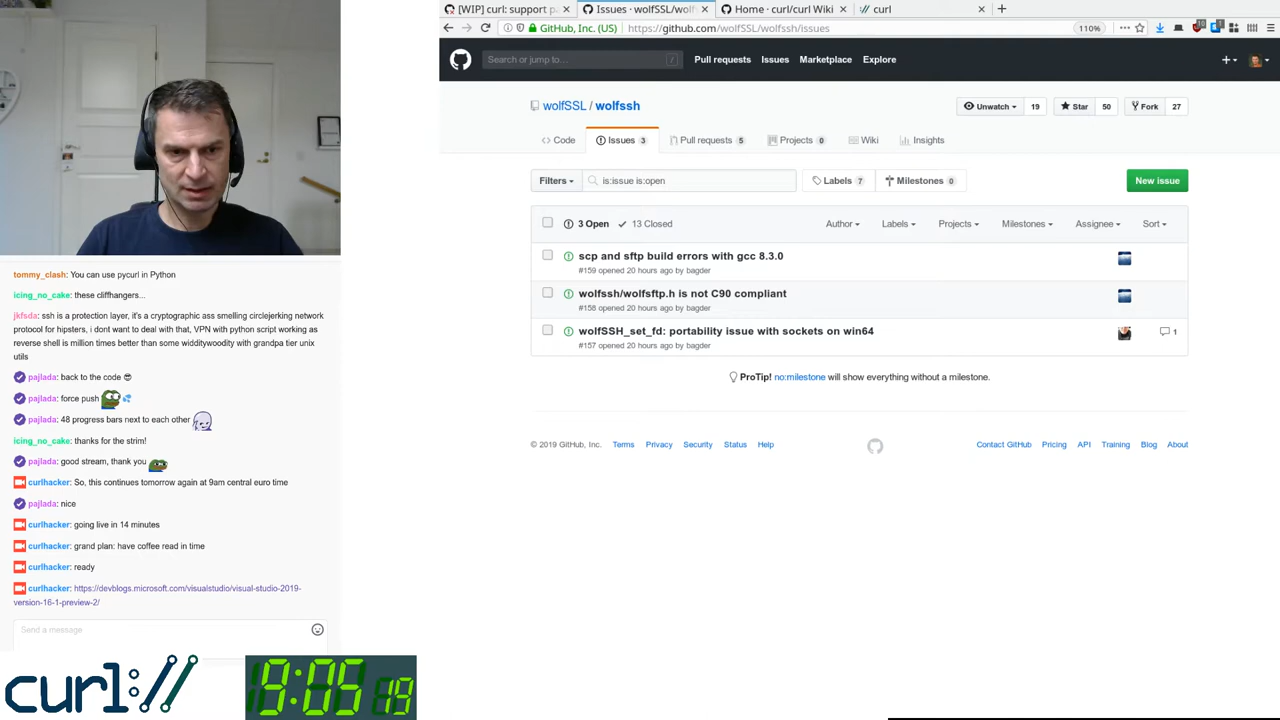 [WIP] curl: support p
Issues · wolfSSL/wolfs
Home · curl/curl Wiki
curl
GitHub, Inc. (US)
https://github.com/wolfSSL/wolfssh/issues
110%
Search or jump to…
/
Pull requests
Issues
Marketplace
Explore
wolfSSL / wolfssh
Unwatch 19
Star 50
Fork 27
Code
Issues 3
Pull requests 5
Projects 0
Wiki
Insights
Filters
is:issue is:open
Labels 7
Milestones 0
New issue
3 Open
13 Closed
Author
Labels
Projects
Milestones
Assignee
Sort
scp and sftp build errors with gcc 8.3.0
#159 opened 20 hours ago by bagder
wolfssh/wolfsftp.h is not C90 compliant
#158 opened 20 hours ago by bagder
wolfSSH_set_fd: portability issue with sockets on win64
1
#157 opened 20 hours ago by bagder
ProTip! no:milestone will show everything without a milestone.
© 2019 GitHub, Inc.
Terms
Privacy
Security
Status
Help
Contact GitHub
Pricing
API
Training
Blog
About
tommy_clash: You can use pycurl in Python
icing_no_cake: these cliffhangers...
jkfsda: ssh is a protection layer, it's a cryptographic ass smelling circlejerking network
protocol for hipsters, i dont want to deal with that, VPN with python script working as
reverse shell is million times better than some widditywoodity with grandpa tier unix
utils
pajlada: back to the code
pajlada: force push
pajlada: 48 progress bars next to each other
icing_no_cake: thanks for the strim!
pajlada: good stream, thank you
curlhacker: So, this continues tomorrow again at 9am central euro time
pajlada: nice
curlhacker: going live in 14 minutes
curlhacker: grand plan: have coffee read in time
curlhacker: ready
curlhacker: https://devblogs.microsoft.com/visualstudio/visual-studio-2019-
version-16-1-preview-2/
Send a message
curl://
9:05 19